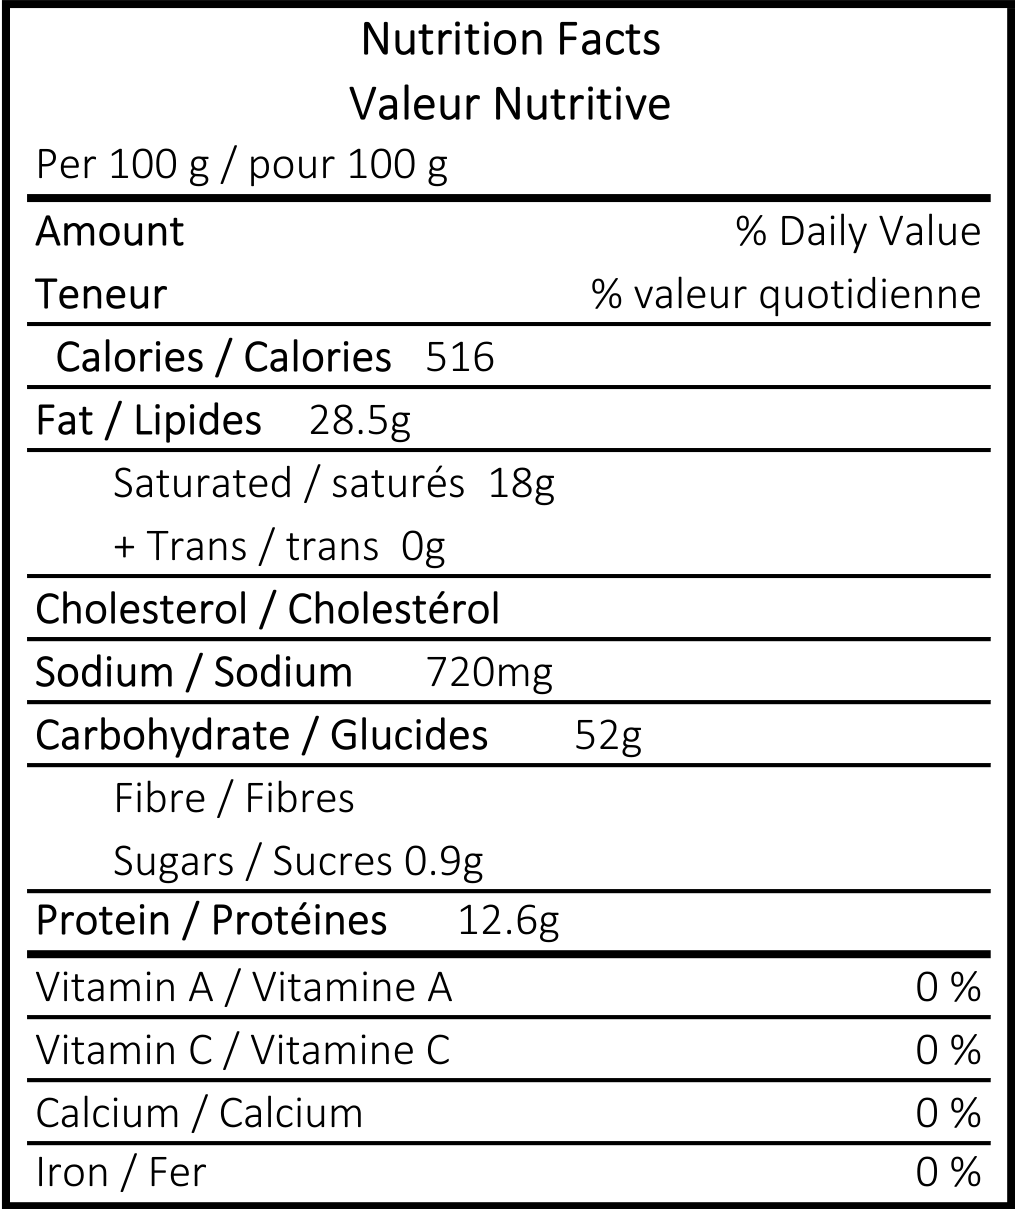 Nutrition Facts
Valeur Nutritive
Per 100 g / pour 100 g
Amount % Daily Value
Teneur % valeur quotidienne
Calories / Calories 516
Fat / Lipides 28.5g
Saturated / saturés 18g
+ Trans / trans 0g
Cholesterol / Cholestérol
Sodium / Sodium 720mg
Carbohydrate / Glucides 52g
Fibre / Fibres
Sugars / Sucres 0.9g
Protein / Protéines 12.6g
Vitamin A / Vitamine A 0 %
Vitamin C / Vitamine C 0 %
Calcium / Calcium 0 %
Iron / Fer 0 %